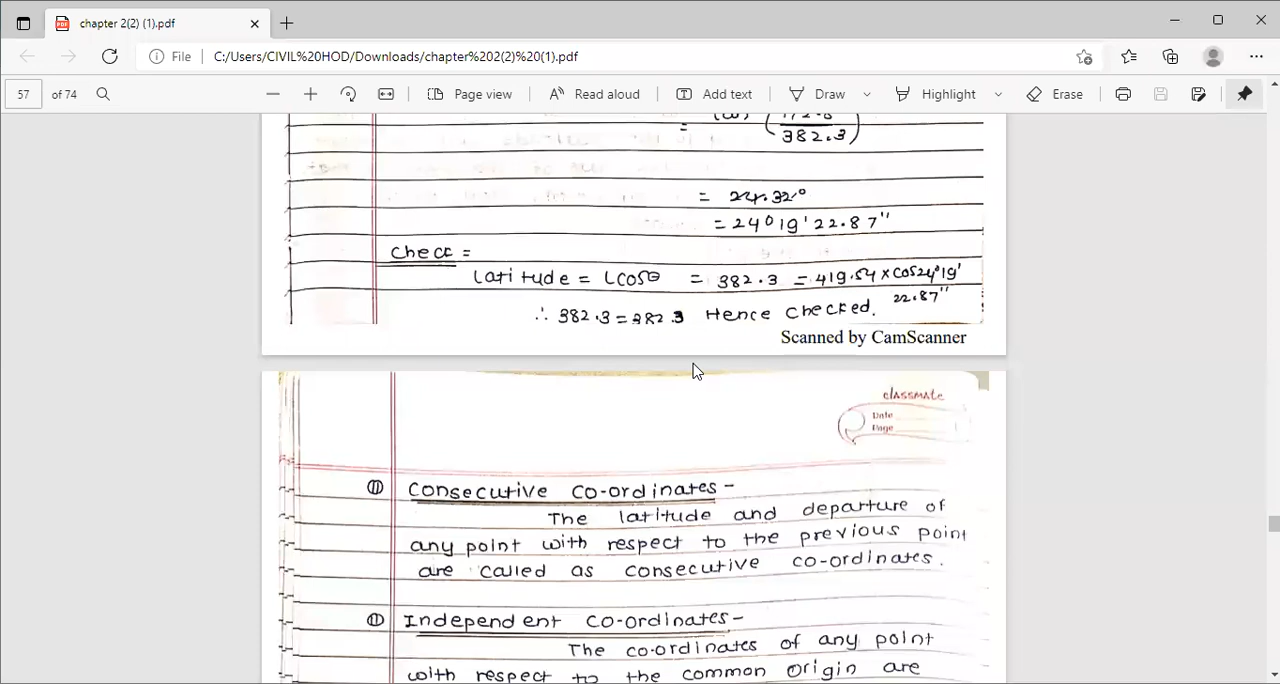 chapter 2(2) (1).pdf
File
C:/Users/CIVIL%20HOD/Downloads/chapter%202(2)%20(1).pdf
57 of 74
Page view
Read aloud
Add text
Draw
Highlight
Erase
= 382.3
= 24.32°
= 24° 19' 22.87"
Check =
Latitude = lcosθ = 382.3 = 419.54 × cos24°19'
22.87"
∴ 382.3 = 382.3 Hence Checked.
Scanned by CamScanner
classmate
Date
Page
Consecutive co-ordinates -
The latitude and departure of
any point with respect to the previous point
are called as consecutive co-ordinates.
Independent co-ordinates -
The co-ordinates of any point
with respect to the common origin are